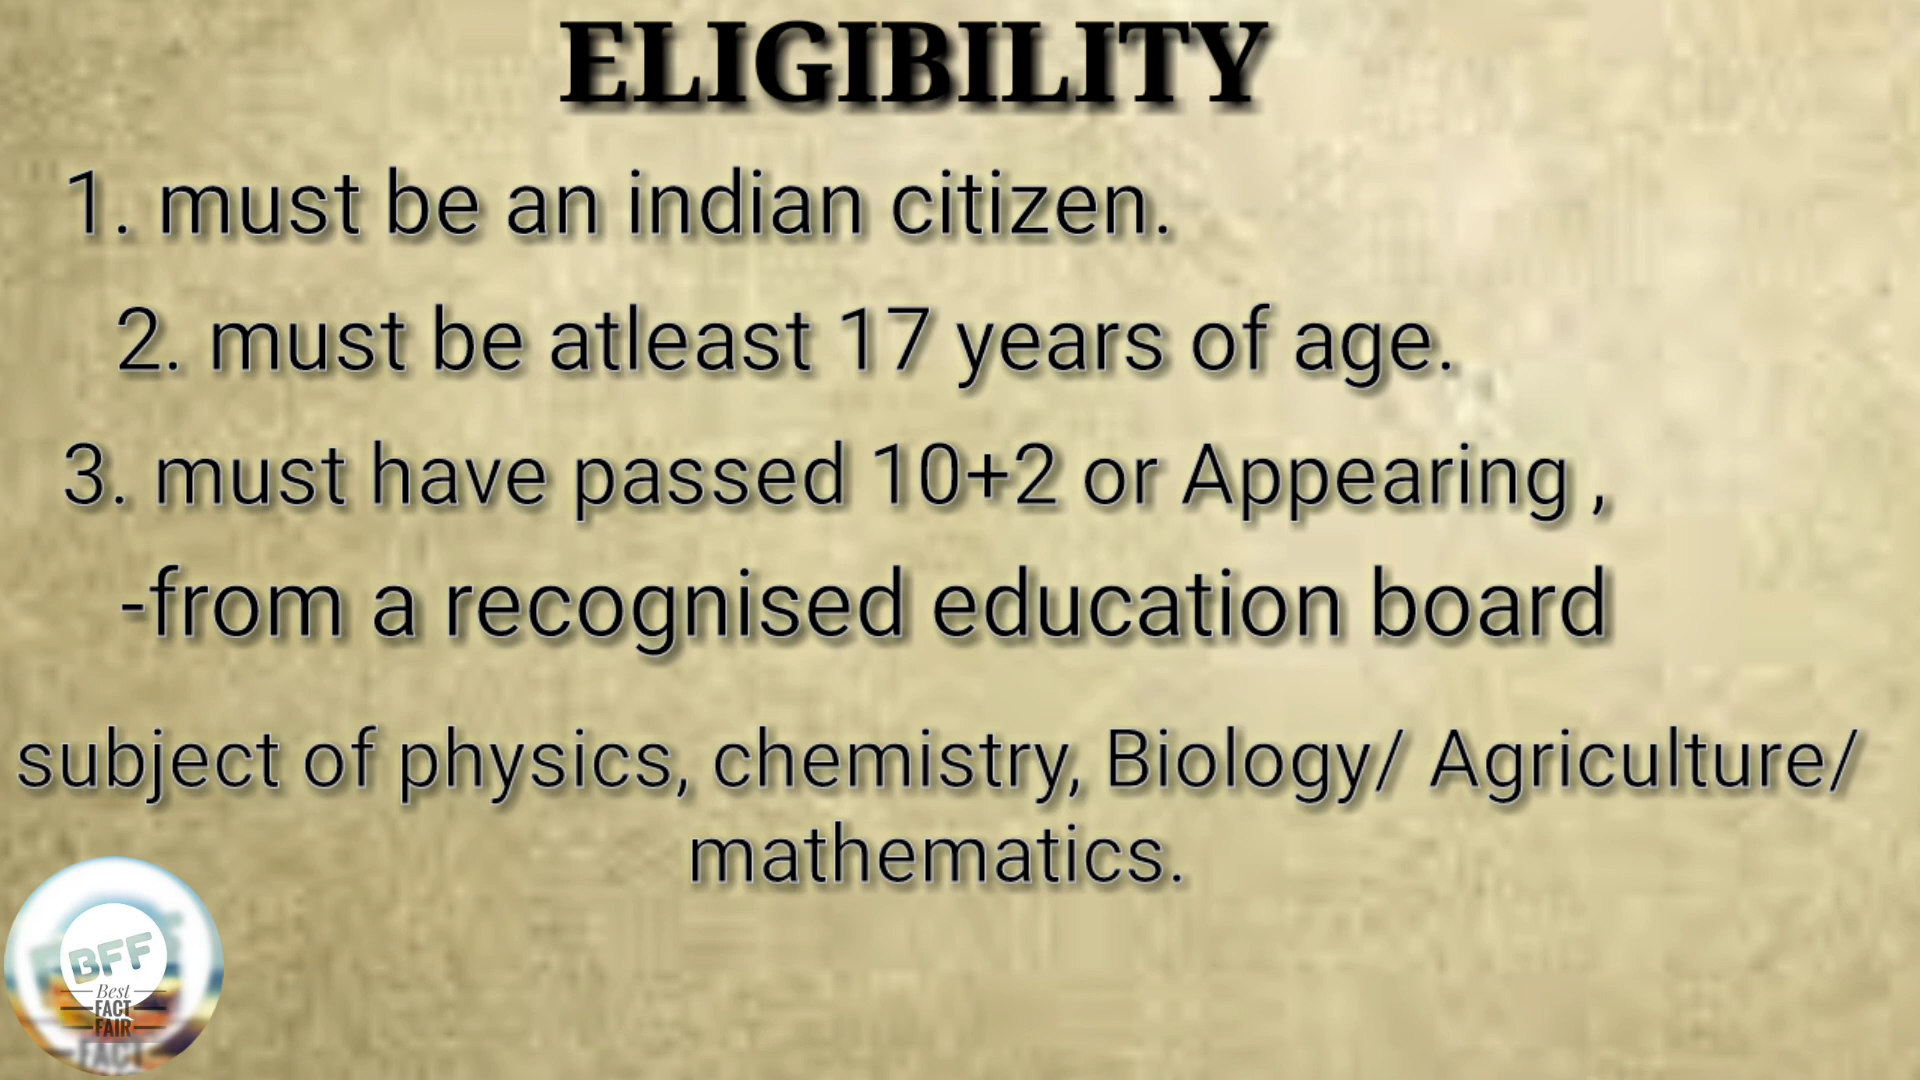 ELIGIBILITY
1. must be an indian citizen.
2. must be atleast 17 years of age.
3. must have passed 10+2 or Appearing ,
-from a recognised education board
subject of physics, chemistry, Biology/ Agriculture/
mathematics.
BFF
Best
FACT
FAIR
FACT